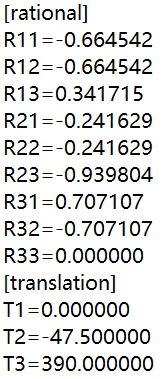 [rational]
R11=-0.664542
R12=-0.664542
R13=0.341715
R21=-0.241629
R22=-0.241629
R23=-0.939804
R31=0.707107
R32=-0.707107
R33=0.000000
[translation]
T1=0.000000
T2=-47.500000
T3=390.000000